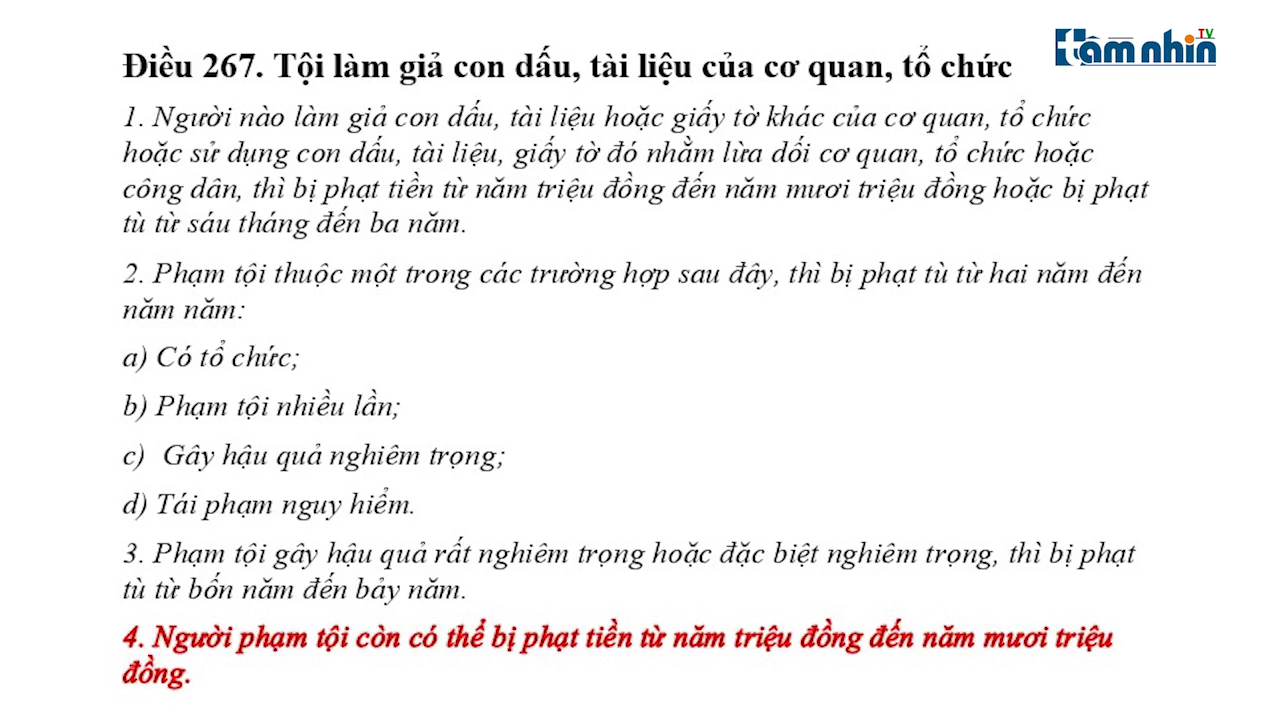 tâm nhìn TV
Điều 267. Tội làm giả con dấu, tài liệu của cơ quan, tổ chức
1. Người nào làm giả con dấu, tài liệu hoặc giấy tờ khác của cơ quan, tổ chức
hoặc sử dụng con dấu, tài liệu, giấy tờ đó nhằm lừa dối cơ quan, tổ chức hoặc
công dân, thì bị phạt tiền từ năm triệu đồng đến năm mươi triệu đồng hoặc bị phạt
tù từ sáu tháng đến ba năm.
2. Phạm tội thuộc một trong các trường hợp sau đây, thì bị phạt tù từ hai năm đến
năm năm:
a) Có tổ chức;
b) Phạm tội nhiều lần;
c) Gây hậu quả nghiêm trọng;
d) Tái phạm nguy hiểm.
3. Phạm tội gây hậu quả rất nghiêm trọng hoặc đặc biệt nghiêm trọng, thì bị phạt
tù từ bốn năm đến bảy năm.
4. Người phạm tội còn có thể bị phạt tiền từ năm triệu đồng đến năm mươi triệu
đồng.